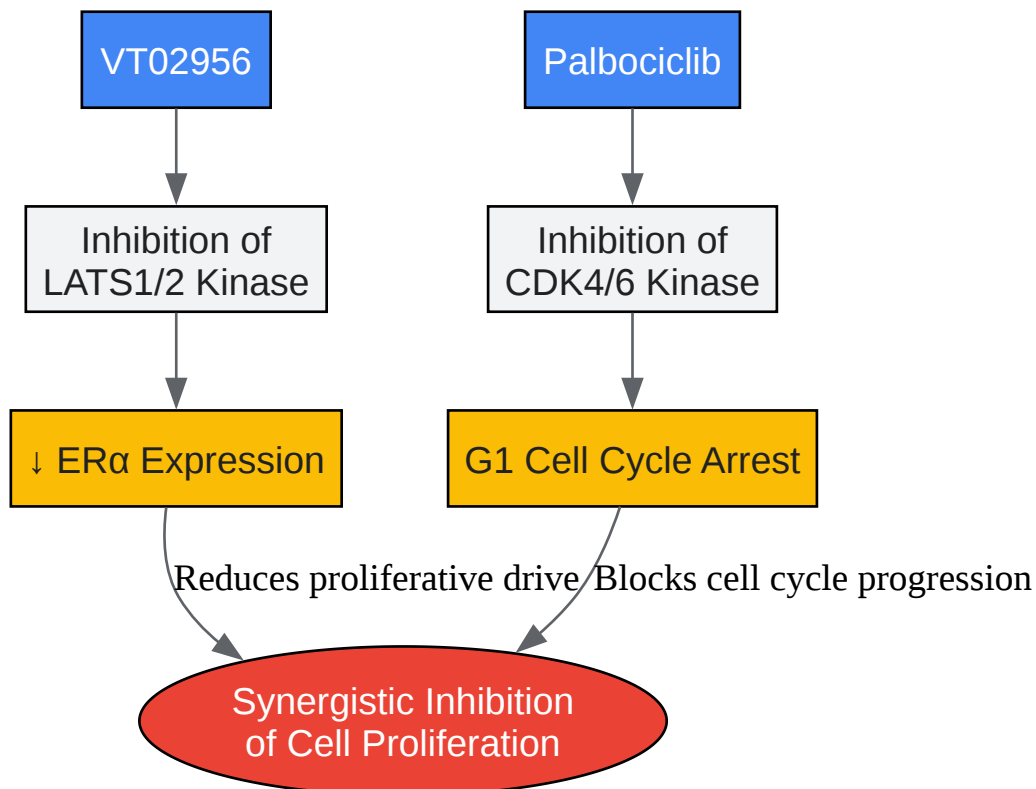 VT02956
Palbociclib
Inhibition of
LATS1/2 Kinase
Inhibition of
CDK4/6 Kinase
↓ ERα Expression
G1 Cell Cycle Arrest
Reduces proliferative drive
Blocks cell cycle progression
Synergistic Inhibition
of Cell Proliferation